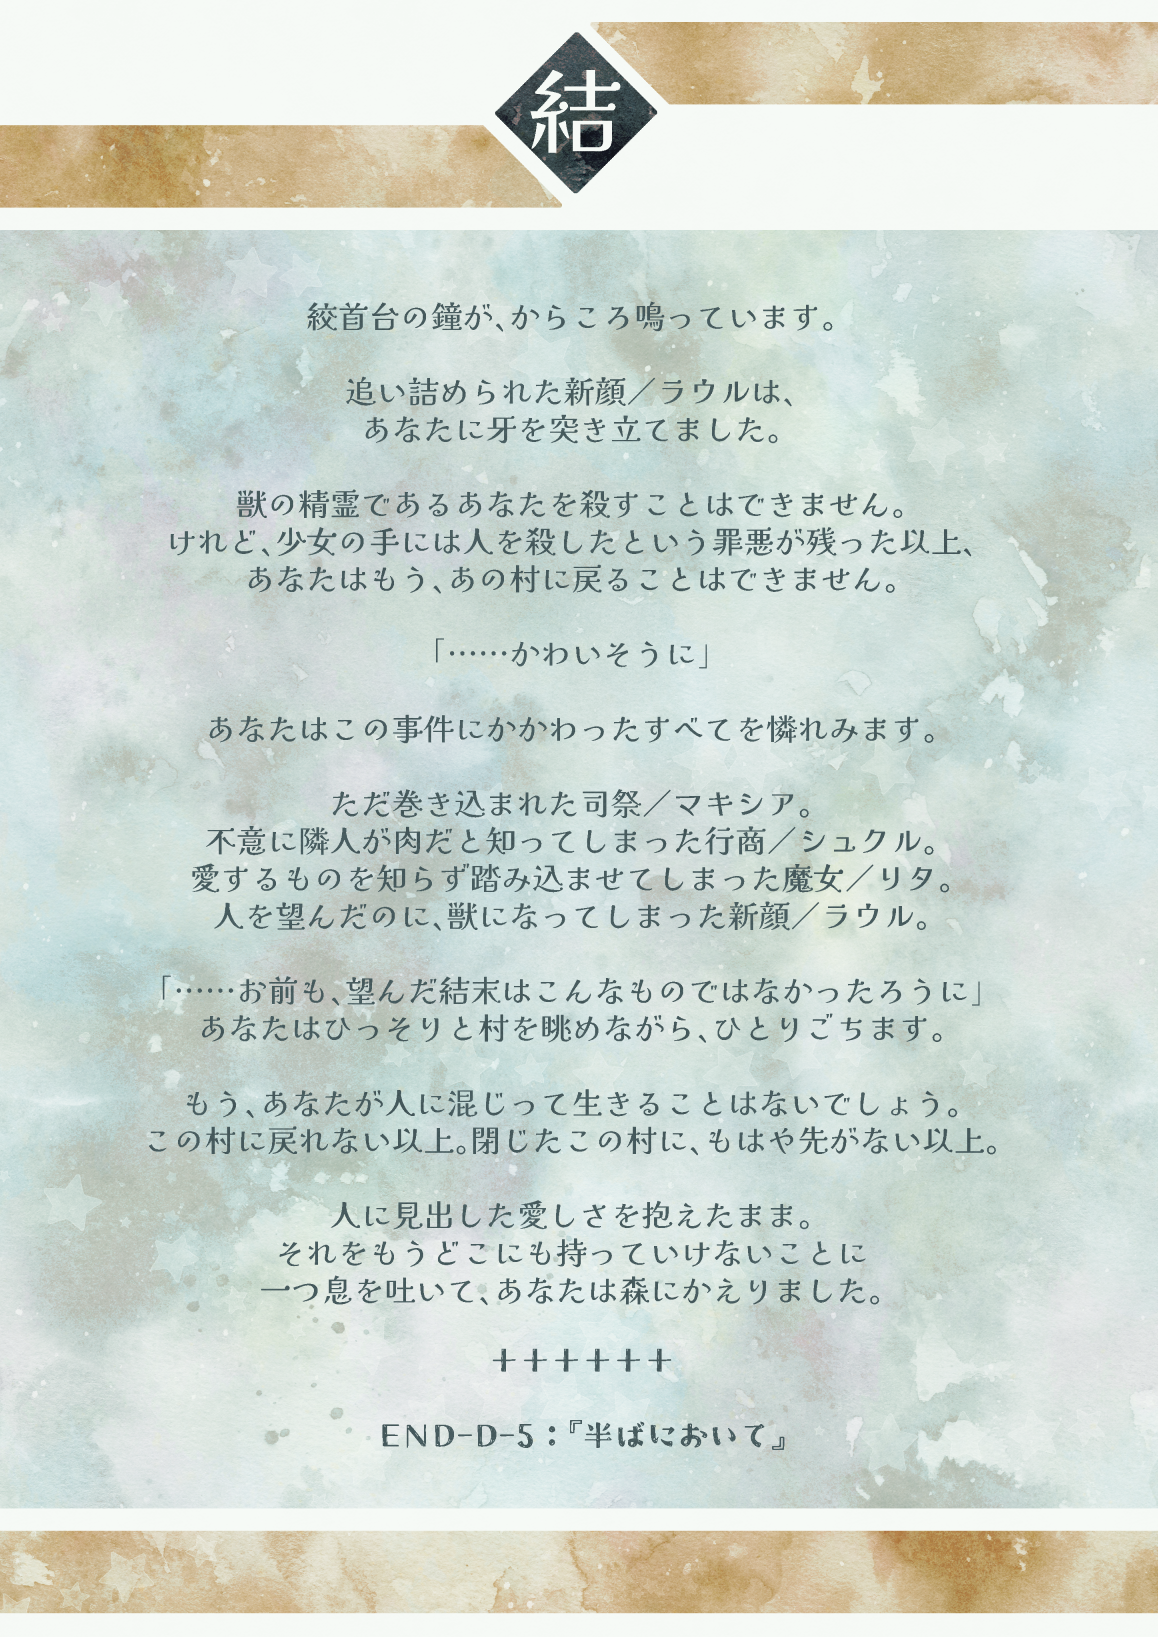 結
絞首台の鐘が、からころ鳴っています。
追い詰められた新顔／ラウルは、
あなたに牙を突き立てました。
獣の精霊であるあなたを殺すことはできません。
けれど、少女の手には人を殺したという罪悪が残った以上、
あなたはもう、あの村に戻ることはできません。
「……かわいそうに」
あなたはこの事件にかかわったすべてを憐れみます。
ただ巻き込まれた司祭／マキシア。
不意に隣人が肉だと知ってしまった行商／シュクル。
愛するものを知らず踏み込ませてしまった魔女／リタ。
人を望んだのに、獣になってしまった新顔／ラウル。
「……お前も、望んだ結末はこんなものではなかったろうに」
あなたはひっそりと村を眺めながら、ひとりごちます。
もう、あなたが人に混じって生きることはないでしょう。
この村に戻れない以上。閉じたこの村に、もはや先がない以上。
人に見出した愛しさを抱えたまま。
それをもうどこにも持っていけないことに
一つ息を吐いて、あなたは森にかえりました。
++++++
END-D-5：『半ばにおいて』